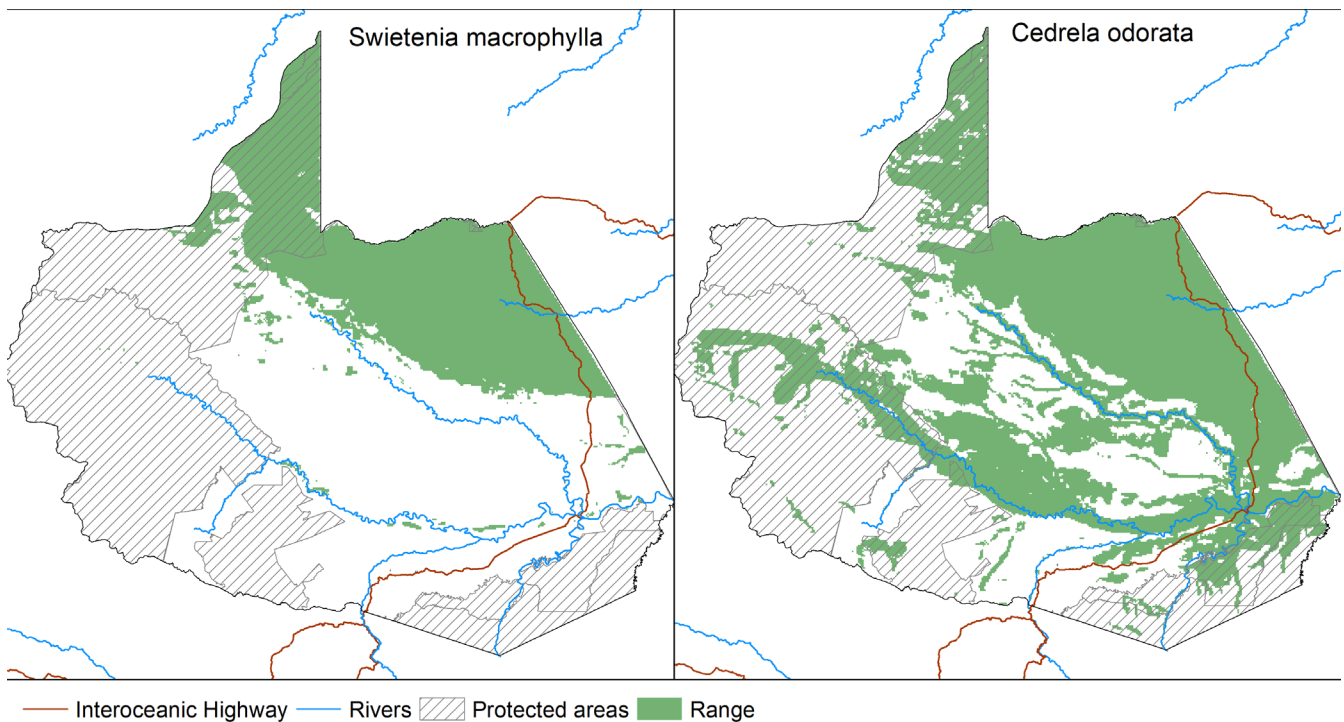 Swietenia macrophylla
Cedrela odorata
Interoceanic Highway Rivers Protected areas Range